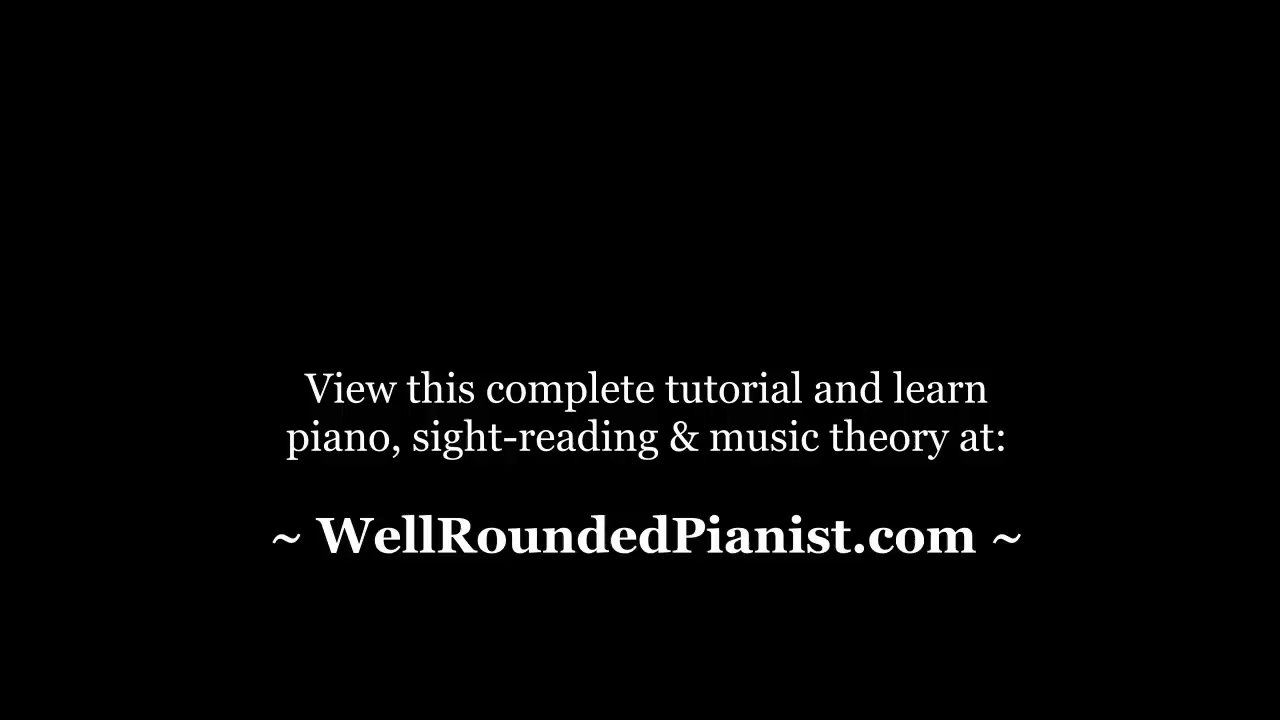 View this complete tutorial and learn
piano, sight-reading & music theory at:
~ WellRoundedPianist.com ~